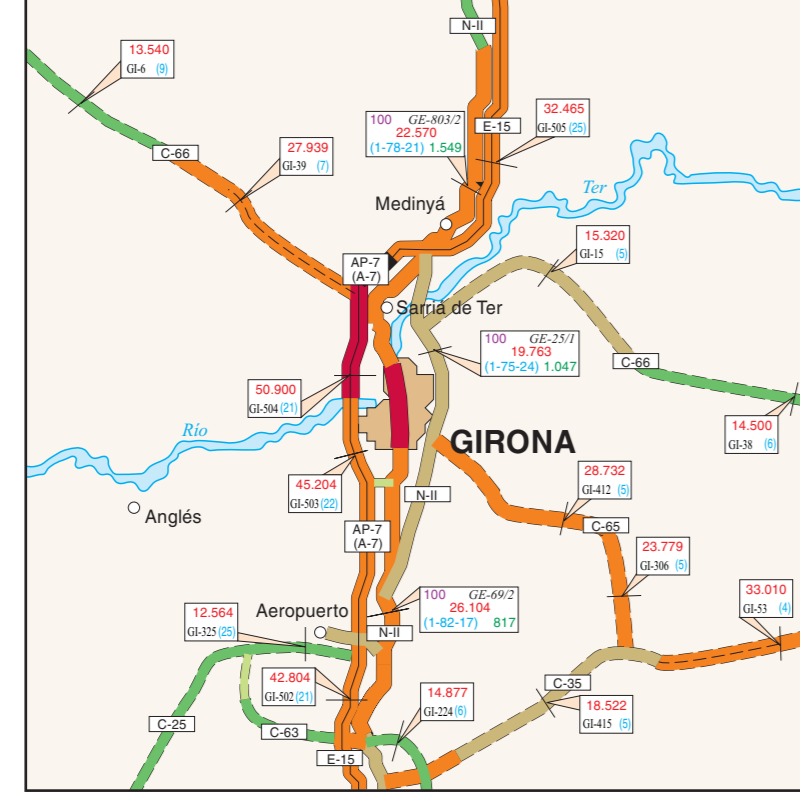 N-II
13.540
GI-6 (9)
32.465
GI-505 (25)
100 GE-803/2
22.570
(1-78-21) 1.549
E-15
27.939
GI-39 (7)
C-66
Ter
Medinyá
15.320
GI-15 (5)
AP-7
(A-7)
Sarriá de Ter
100 GE-25/1
19.763
(1-75-24) 1.047
C-66
50.900
GI-504 (21)
14.500
GI-38 (6)
Río
GIRONA
28.732
GI-412 (5)
45.204
GI-503 (22)
N-II
Anglés
AP-7
(A-7)
C-65
23.779
GI-306 (5)
33.010
GI-53 (4)
100 GE-69/2
26.104
(1-82-17) 817
Aeropuerto
12.564
GI-325 (25)
N-II
42.804
GI-502 (21)
C-35
14.877
GI-224 (6)
18.522
GI-415 (5)
C-25
C-63
E-15